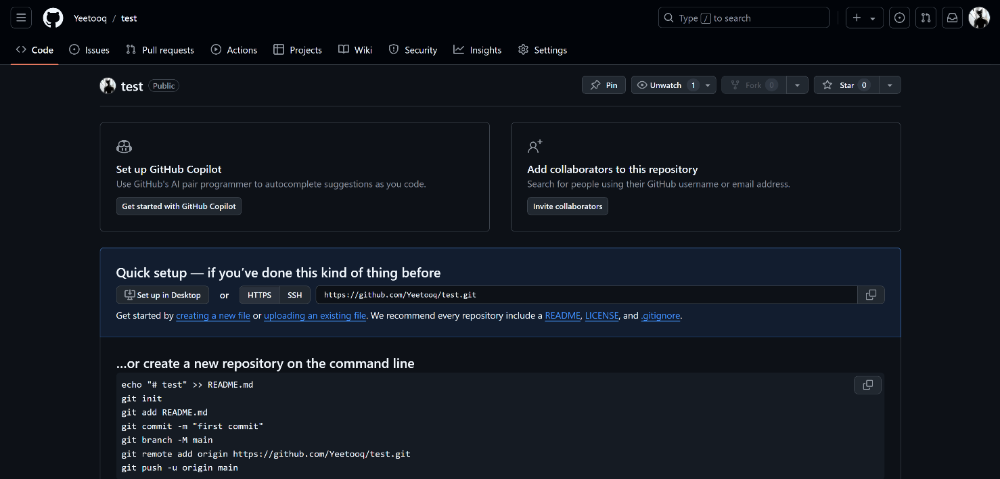 Yeetooq / test
Type / to search
Code Issues Pull requests Actions Projects Wiki Security Insights Settings
test Public
Pin Unwatch 1 Fork 0 Star 0
Set up GitHub Copilot
Use GitHub's AI pair programmer to autocomplete suggestions as you code.
Get started with GitHub Copilot
Add collaborators to this repository
Search for people using their GitHub username or email address.
Invite collaborators
Quick setup — if you’ve done this kind of thing before
Set up in Desktop or HTTPS SSH https://github.com/Yeetooq/test.git
Get started by creating a new file or uploading an existing file. We recommend every repository include a README, LICENSE, and .gitignore.
…or create a new repository on the command line
echo "# test" >> README.md
git init
git add README.md
git commit -m "first commit"
git branch -M main
git remote add origin https://github.com/Yeetooq/test.git
git push -u origin main